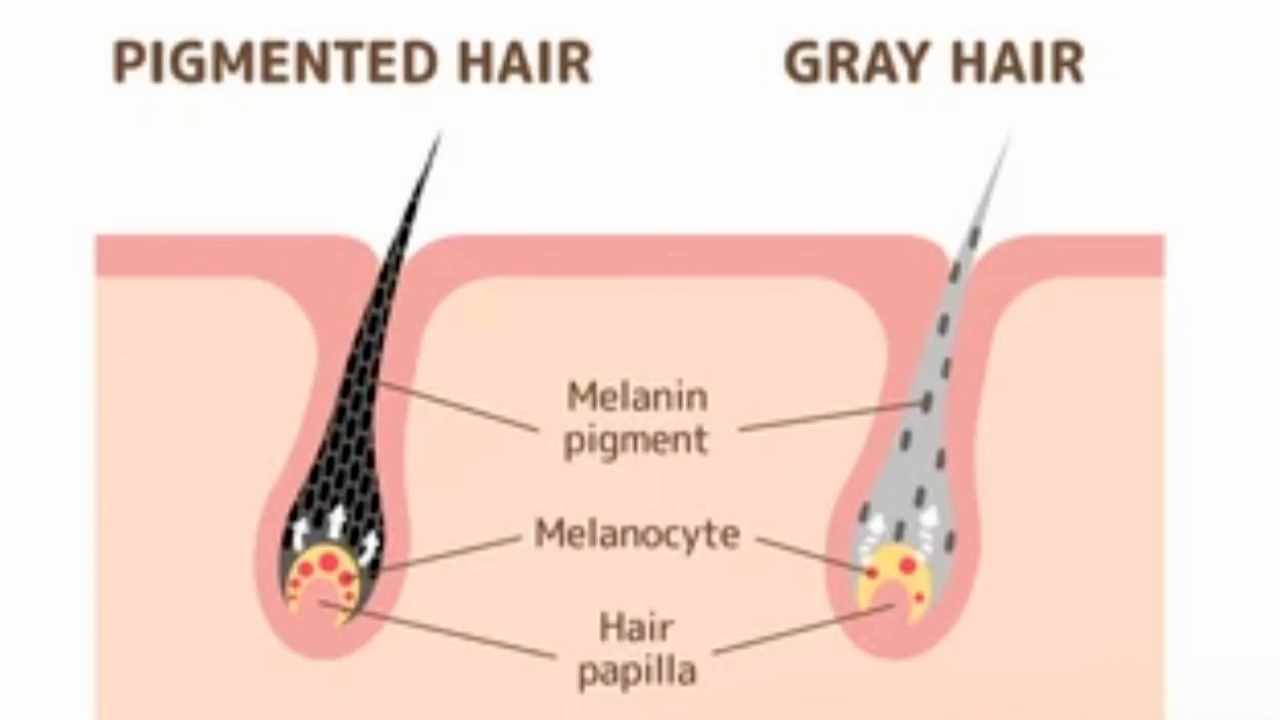 PIGMENTED HAIR
GRAY HAIR
Melanin
pigment
Melanocyte
Hair
papilla